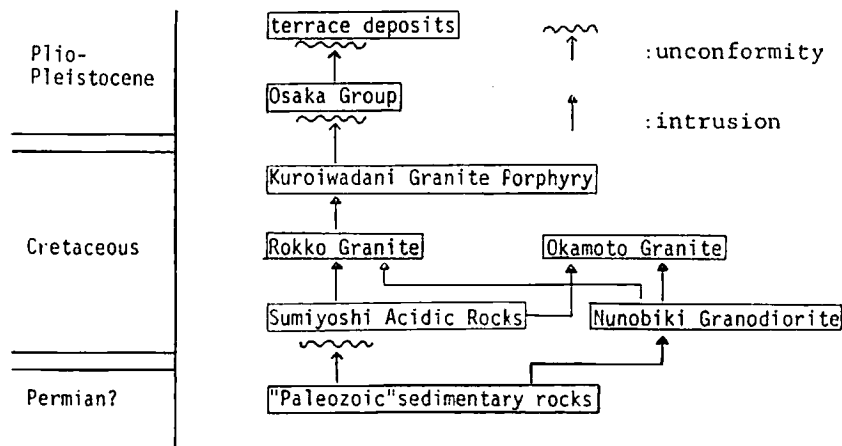 terrace deposits
Plio-
Pleistocene
:unconformity
Osaka Group
:intrusion
Kuroiwadani Granite Porphyry
Cretaceous
Rokko Granite
Okamoto Granite
Sumiyoshi Acidic Rocks
Nunobiki Granodiorite
Permian?
"Paleozoic"sedimentary rocks